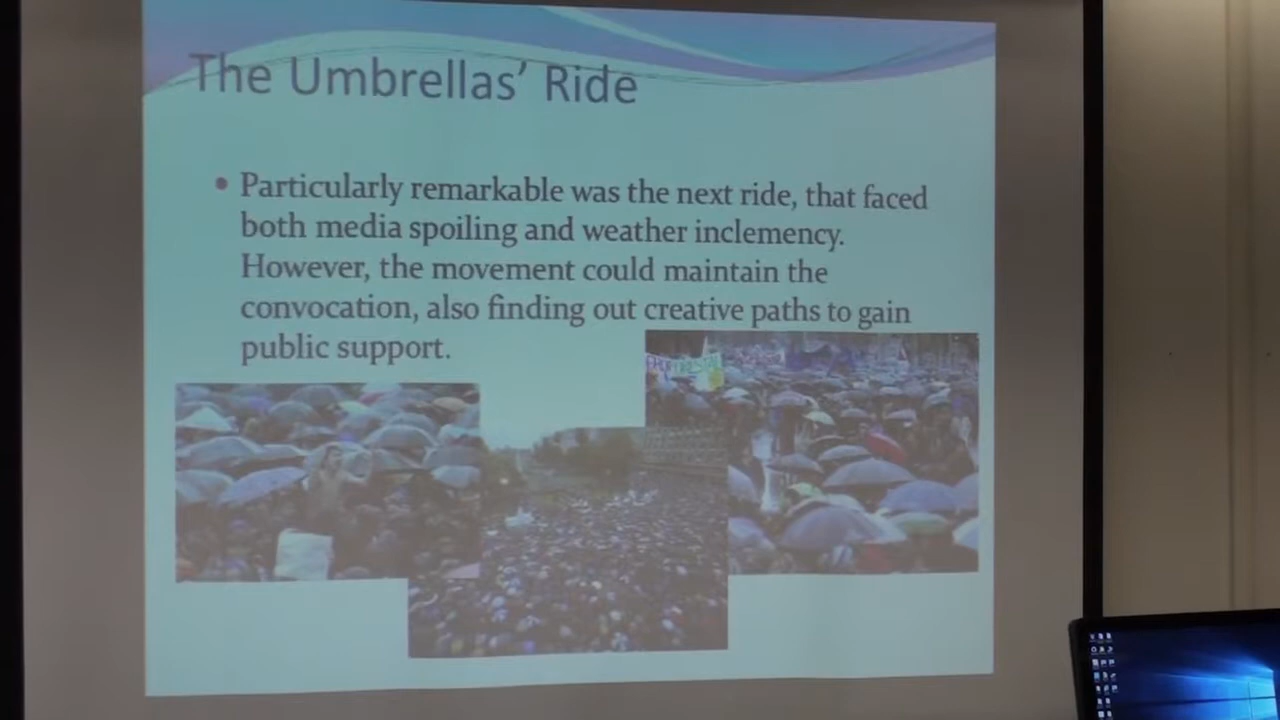 The Umbrellas' Ride
• Particularly remarkable was the next ride, that faced
both media spoiling and weather inclemency.
However, the movement could maintain the
convocation, also finding out creative paths to gain
public support.